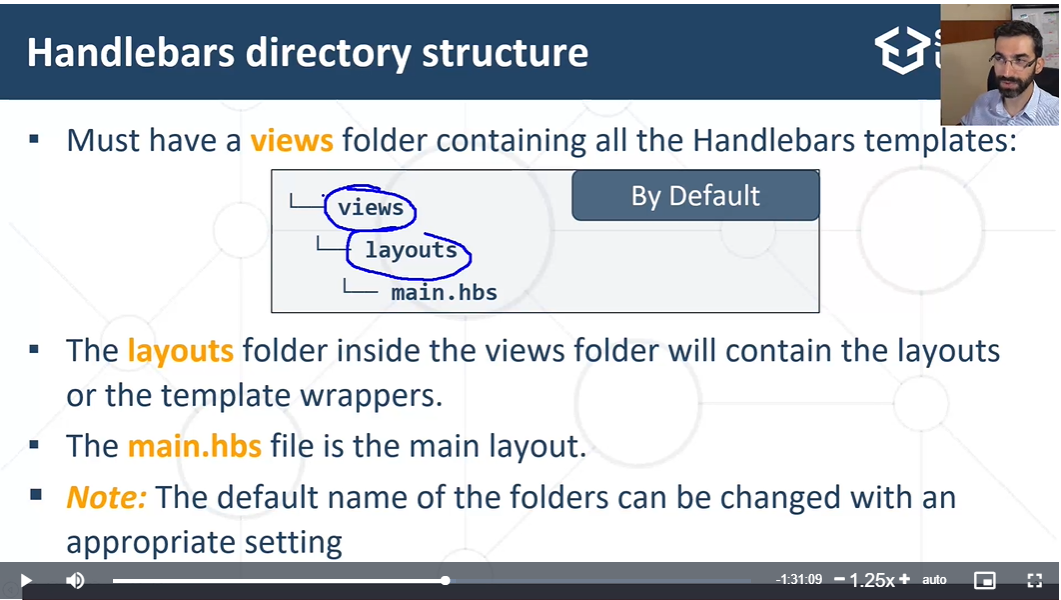 Handlebars directory structure
▪ Must have a views folder containing all the Handlebars templates:
By Default
└── views
└── layouts
└── main.hbs
▪ The layouts folder inside the views folder will contain the layouts
or the template wrappers.
▪ The main.hbs file is the main layout.
▪ Note: The default name of the folders can be changed with an
appropriate setting
-1:31:09 − 1.25x + auto